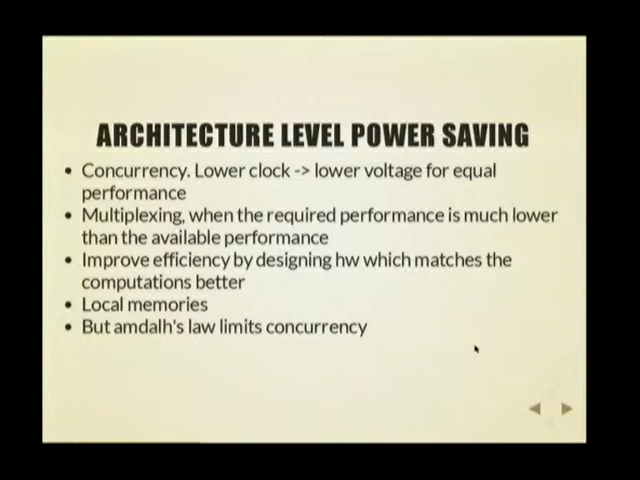 ARCHITECTURE LEVEL POWER SAVING
• Concurrency. Lower clock -> lower voltage for equal
performance
• Multiplexing, when the required performance is much lower
than the available performance
• Improve efficiency by designing hw which matches the
computations better
• Local memories
• But amdalh's law limits concurrency